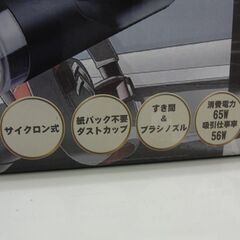 サイクロン式
紙パック不要
ダストカップ
すき間
&
ブラシノズル
消費電力
65W
吸引仕事率
56W